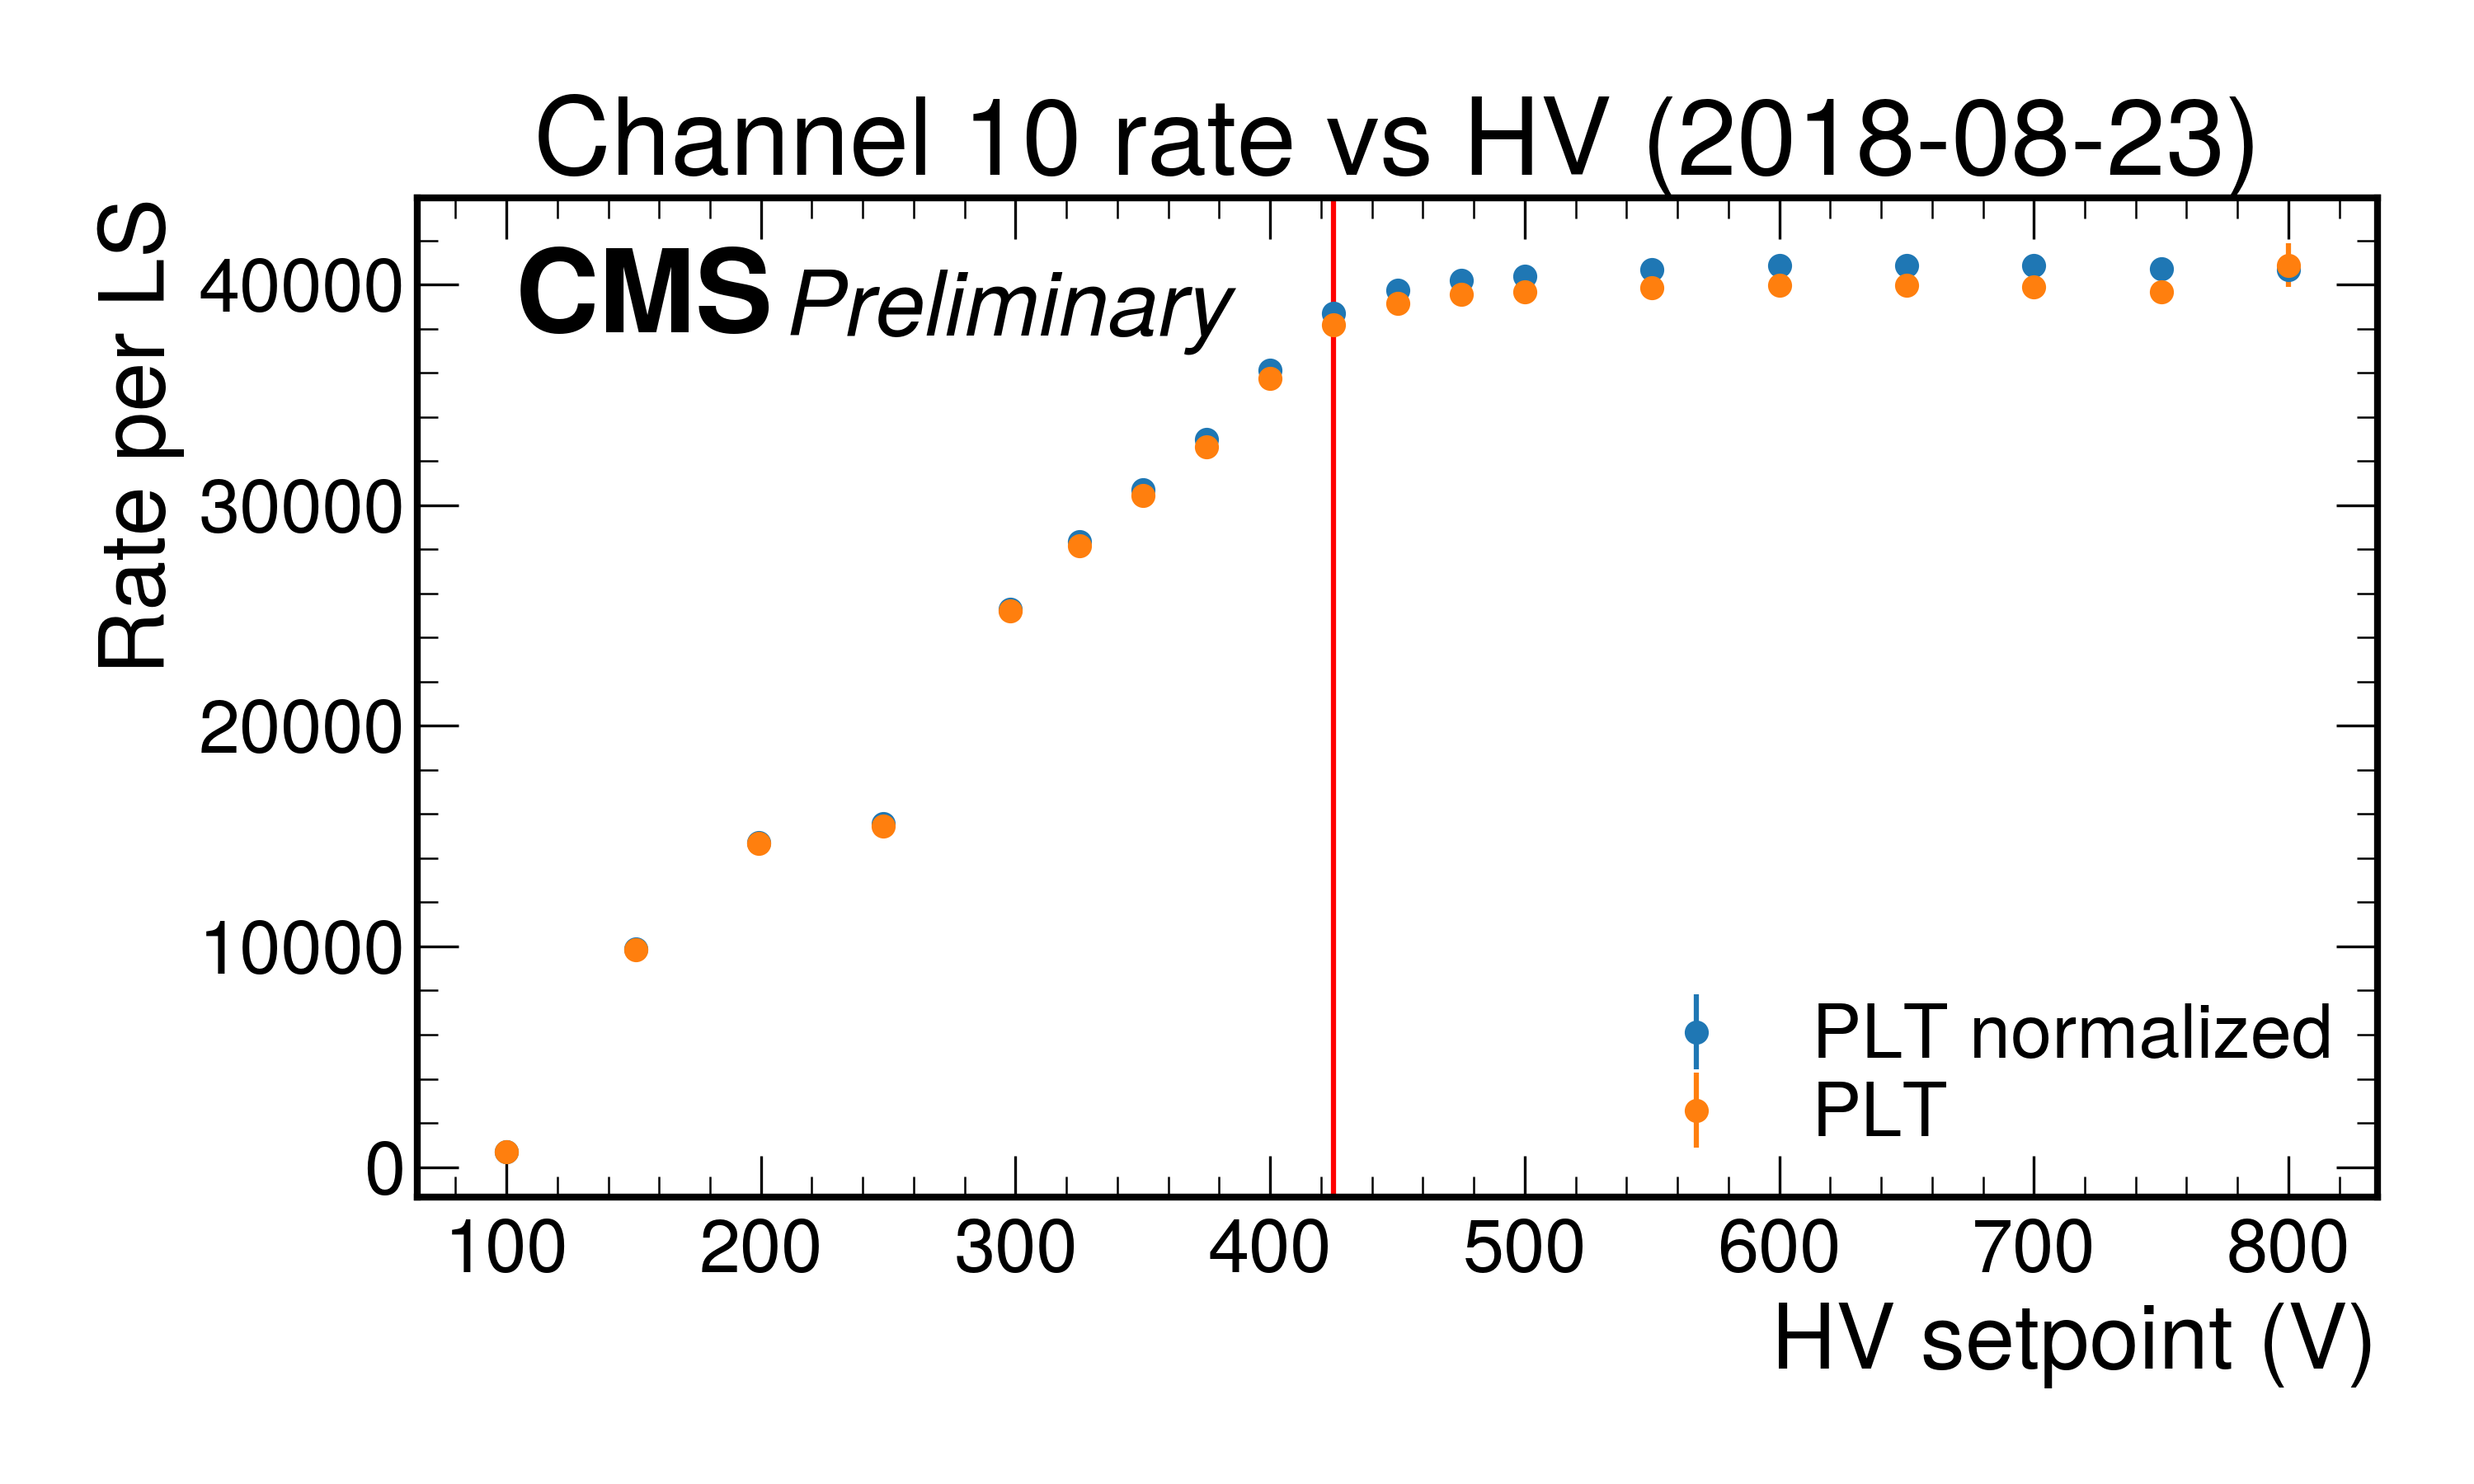 Channel 10 rate vs HV (2018-08-23)
CMS Preliminary
Rate per LS
40000
30000
20000
10000
0
PLT normalized
PLT
100 200 300 400 500 600 700 800
HV setpoint (V)